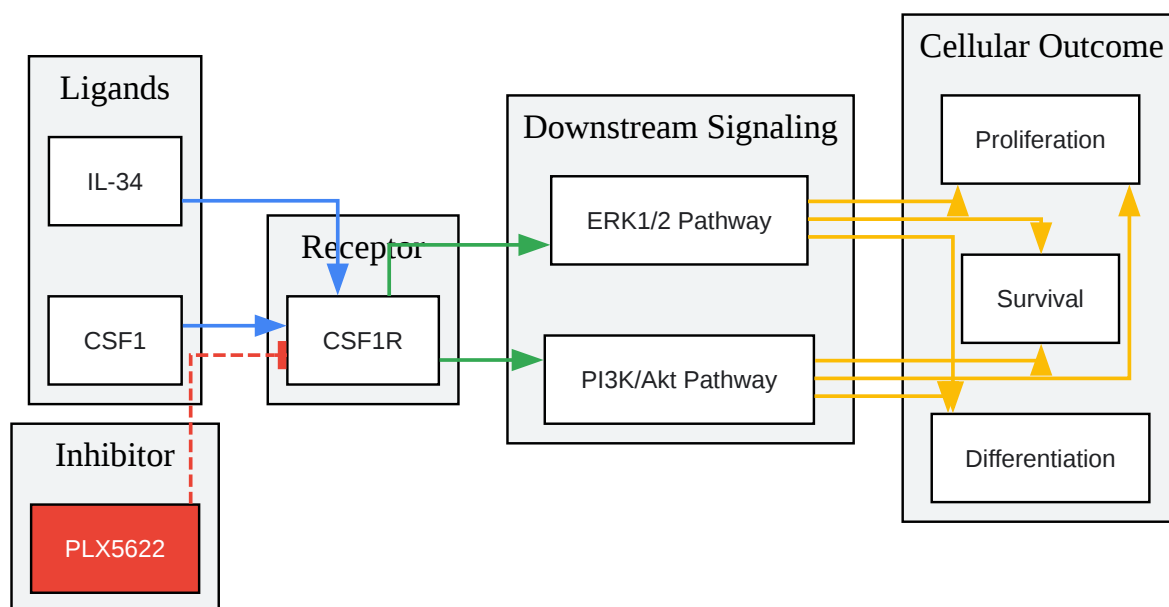 Ligands
IL-34
CSF1
Inhibitor
PLX5622
Receptor
CSF1R
Downstream Signaling
ERK1/2 Pathway
PI3K/Akt Pathway
Cellular Outcome
Proliferation
Survival
Differentiation